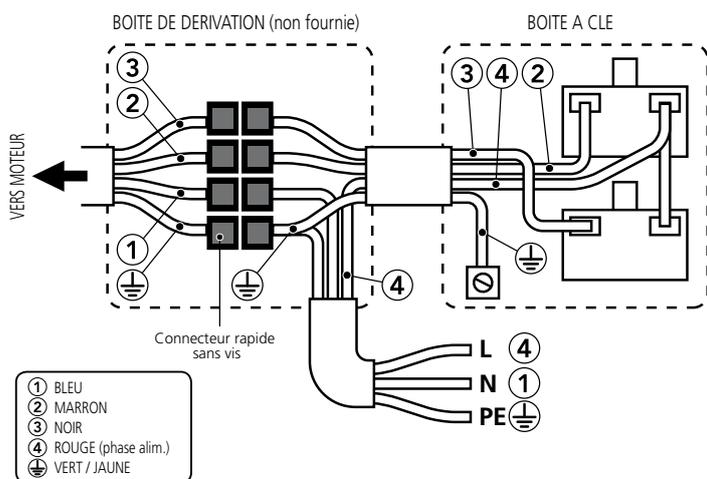 BOITE DE DERIVATION (non fournie)
BOITE A CLE
3
2
3 4 2
VERS MOTEUR
1
4
Connecteur rapide
sans vis
L 4
N 1
PE
1 BLEU
2 MARRON
3 NOIR
4 ROUGE (phase alim.)
VERT / JAUNE